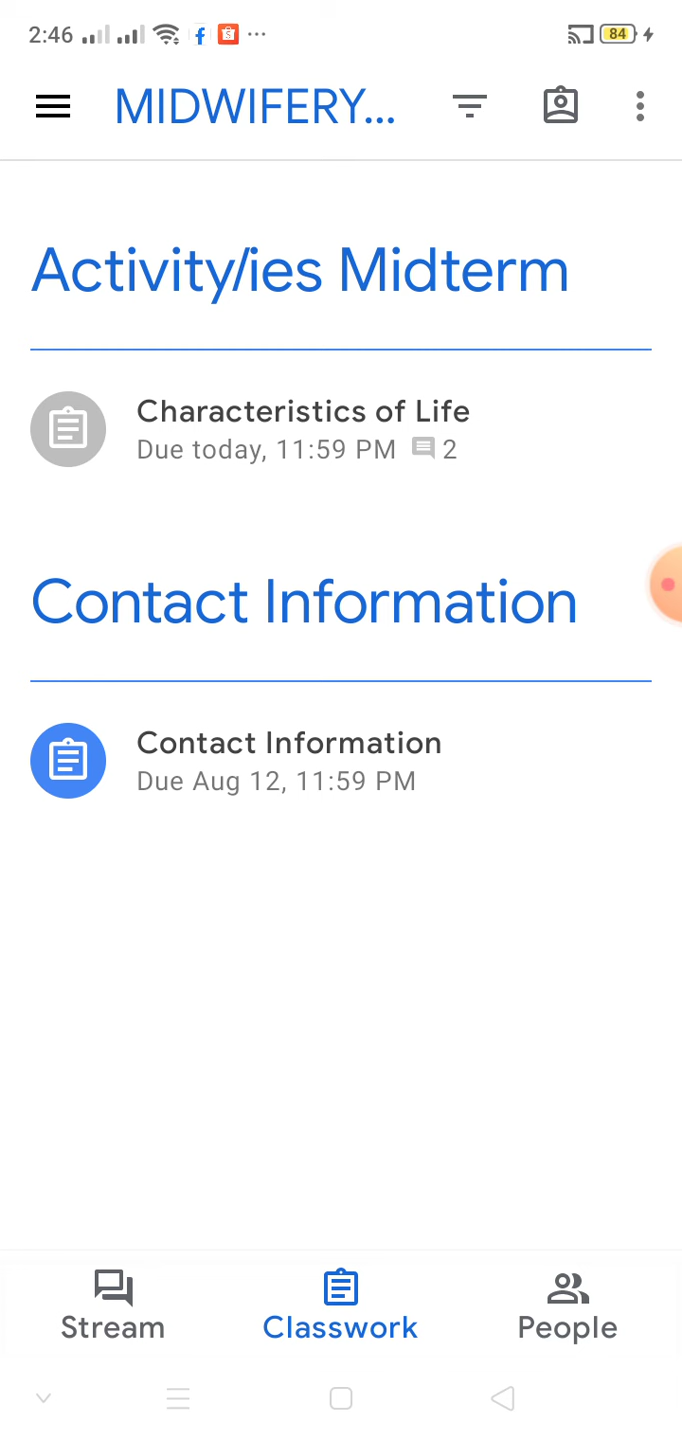 2:46
84
MIDWIFERY...
Activity/ies Midterm
Characteristics of Life
Due today, 11:59 PM 2
Contact Information
Contact Information
Due Aug 12, 11:59 PM
Stream
Classwork
People